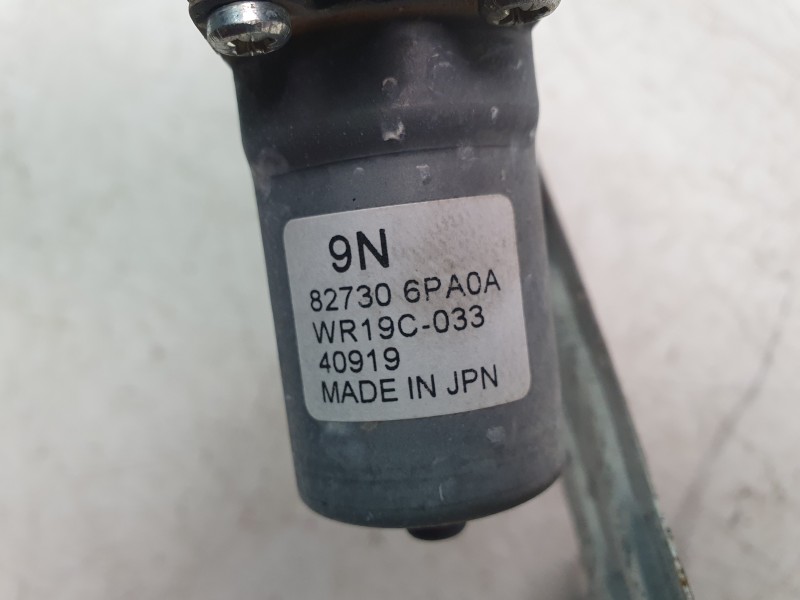 9N
82730 6PA0A
WR19C-033
40919
MADE IN JPN